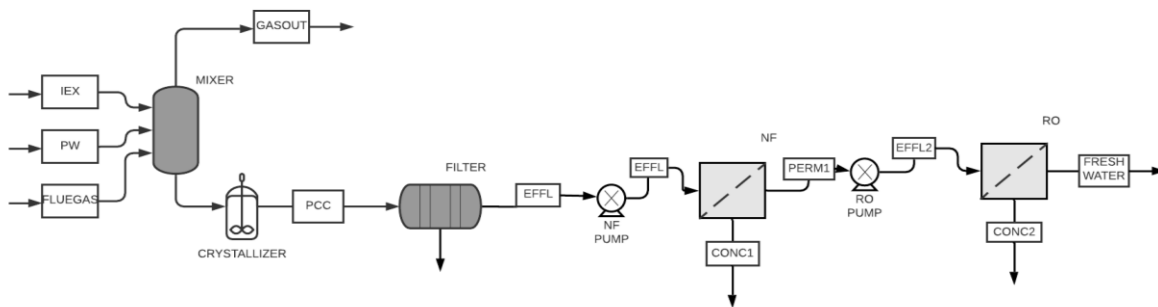 GASOUT
MIXER
IEX
PW
FLUEGAS
CRYSTALLIZER
PCC
FILTER
EFFL
NF
PUMP
EFFL
NF
CONC1
PERM1
RO
PUMP
EFFL2
RO
CONC2
FRESH
WATER